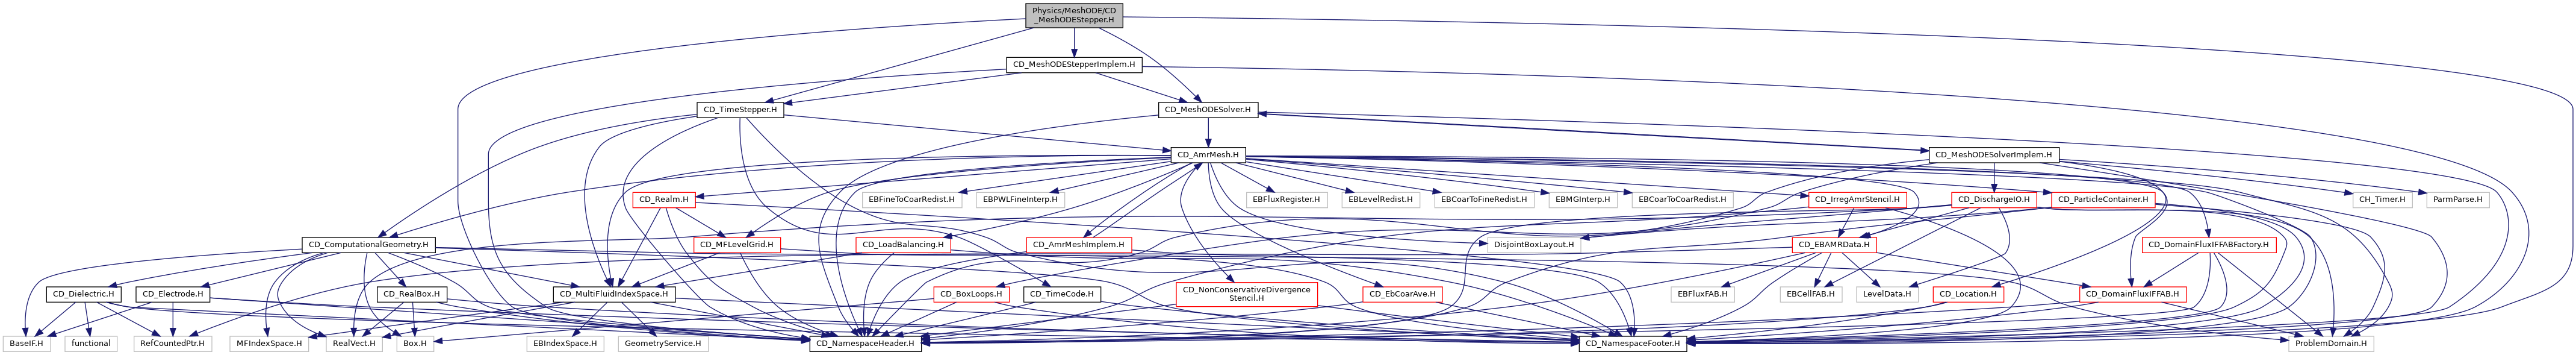 Physics/MeshODE/CD
_MeshODEStepper.H
CD_MeshODEStepperImplem.H
CD_TimeStepper.H
CD_MeshODESolver.H
CD_AmrMesh.H
CD_MeshODESolverImplem.H
CD_Realm.H
EBFineToCoarRedist.H
EBPWLFineInterp.H
EBFluxRegister.H
EBLevelRedist.H
EBCoarToFineRedist.H
EBMGInterp.H
EBCoarToCoarRedist.H
CD_IrregAmrStencil.H
CD_DischargeIO.H
CD_ParticleContainer.H
CH_Timer.H
ParmParse.H
CD_ComputationalGeometry.H
CD_MFLevelGrid.H
CD_LoadBalancing.H
CD_AmrMeshImplem.H
DisjointBoxLayout.H
CD_EBAMRData.H
CD_DomainFluxIFFABFactory.H
CD_Dielectric.H
CD_Electrode.H
CD_RealBox.H
CD_MultiFluidIndexSpace.H
CD_BoxLoops.H
CD_TimeCode.H
CD_NonConservativeDivergence
Stencil.H
CD_EbCoarAve.H
EBFluxFAB.H
EBCellFAB.H
LevelData.H
CD_Location.H
CD_DomainFluxIFFAB.H
BaseIF.H
functional
RefCountedPtr.H
MFIndexSpace.H
RealVect.H
Box.H
EBIndexSpace.H
GeometryService.H
CD_NamespaceHeader.H
CD_NamespaceFooter.H
ProblemDomain.H